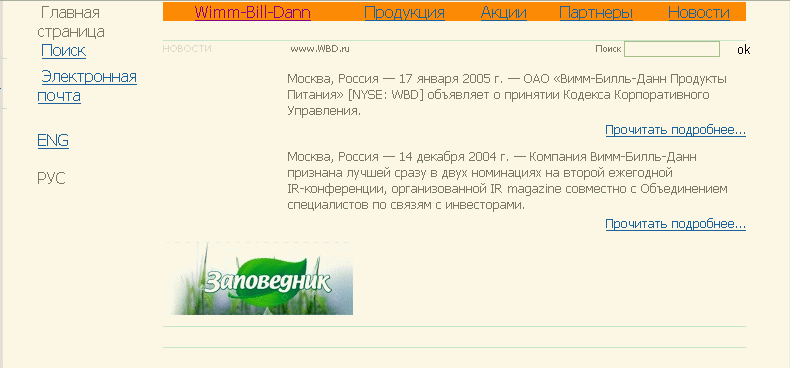 Главная
страница
Поиск
Электронная
почта
ENG
РУС
Wimm-Bill-Dann Продукция Акции Партнеры Новости
НОВОСТИ www.WBD.ru Поиск ok
Москва, Россия — 17 января 2005 г. — ОАО «Вимм-Билль-Данн Продукты
Питания» [NYSE: WBD] объявляет о принятии Кодекса Корпоративного
Управления.
Прочитать подробнее...
Москва, Россия — 14 декабря 2004 г. — Компания Вимм-Билль-Данн
признана лучшей сразу в двух номинациях на второй ежегодной
IR-конференции, организованной IR magazine совместно с Объединением
специалистов по связям с инвесторами.
Прочитать подробнее...
Заповедник